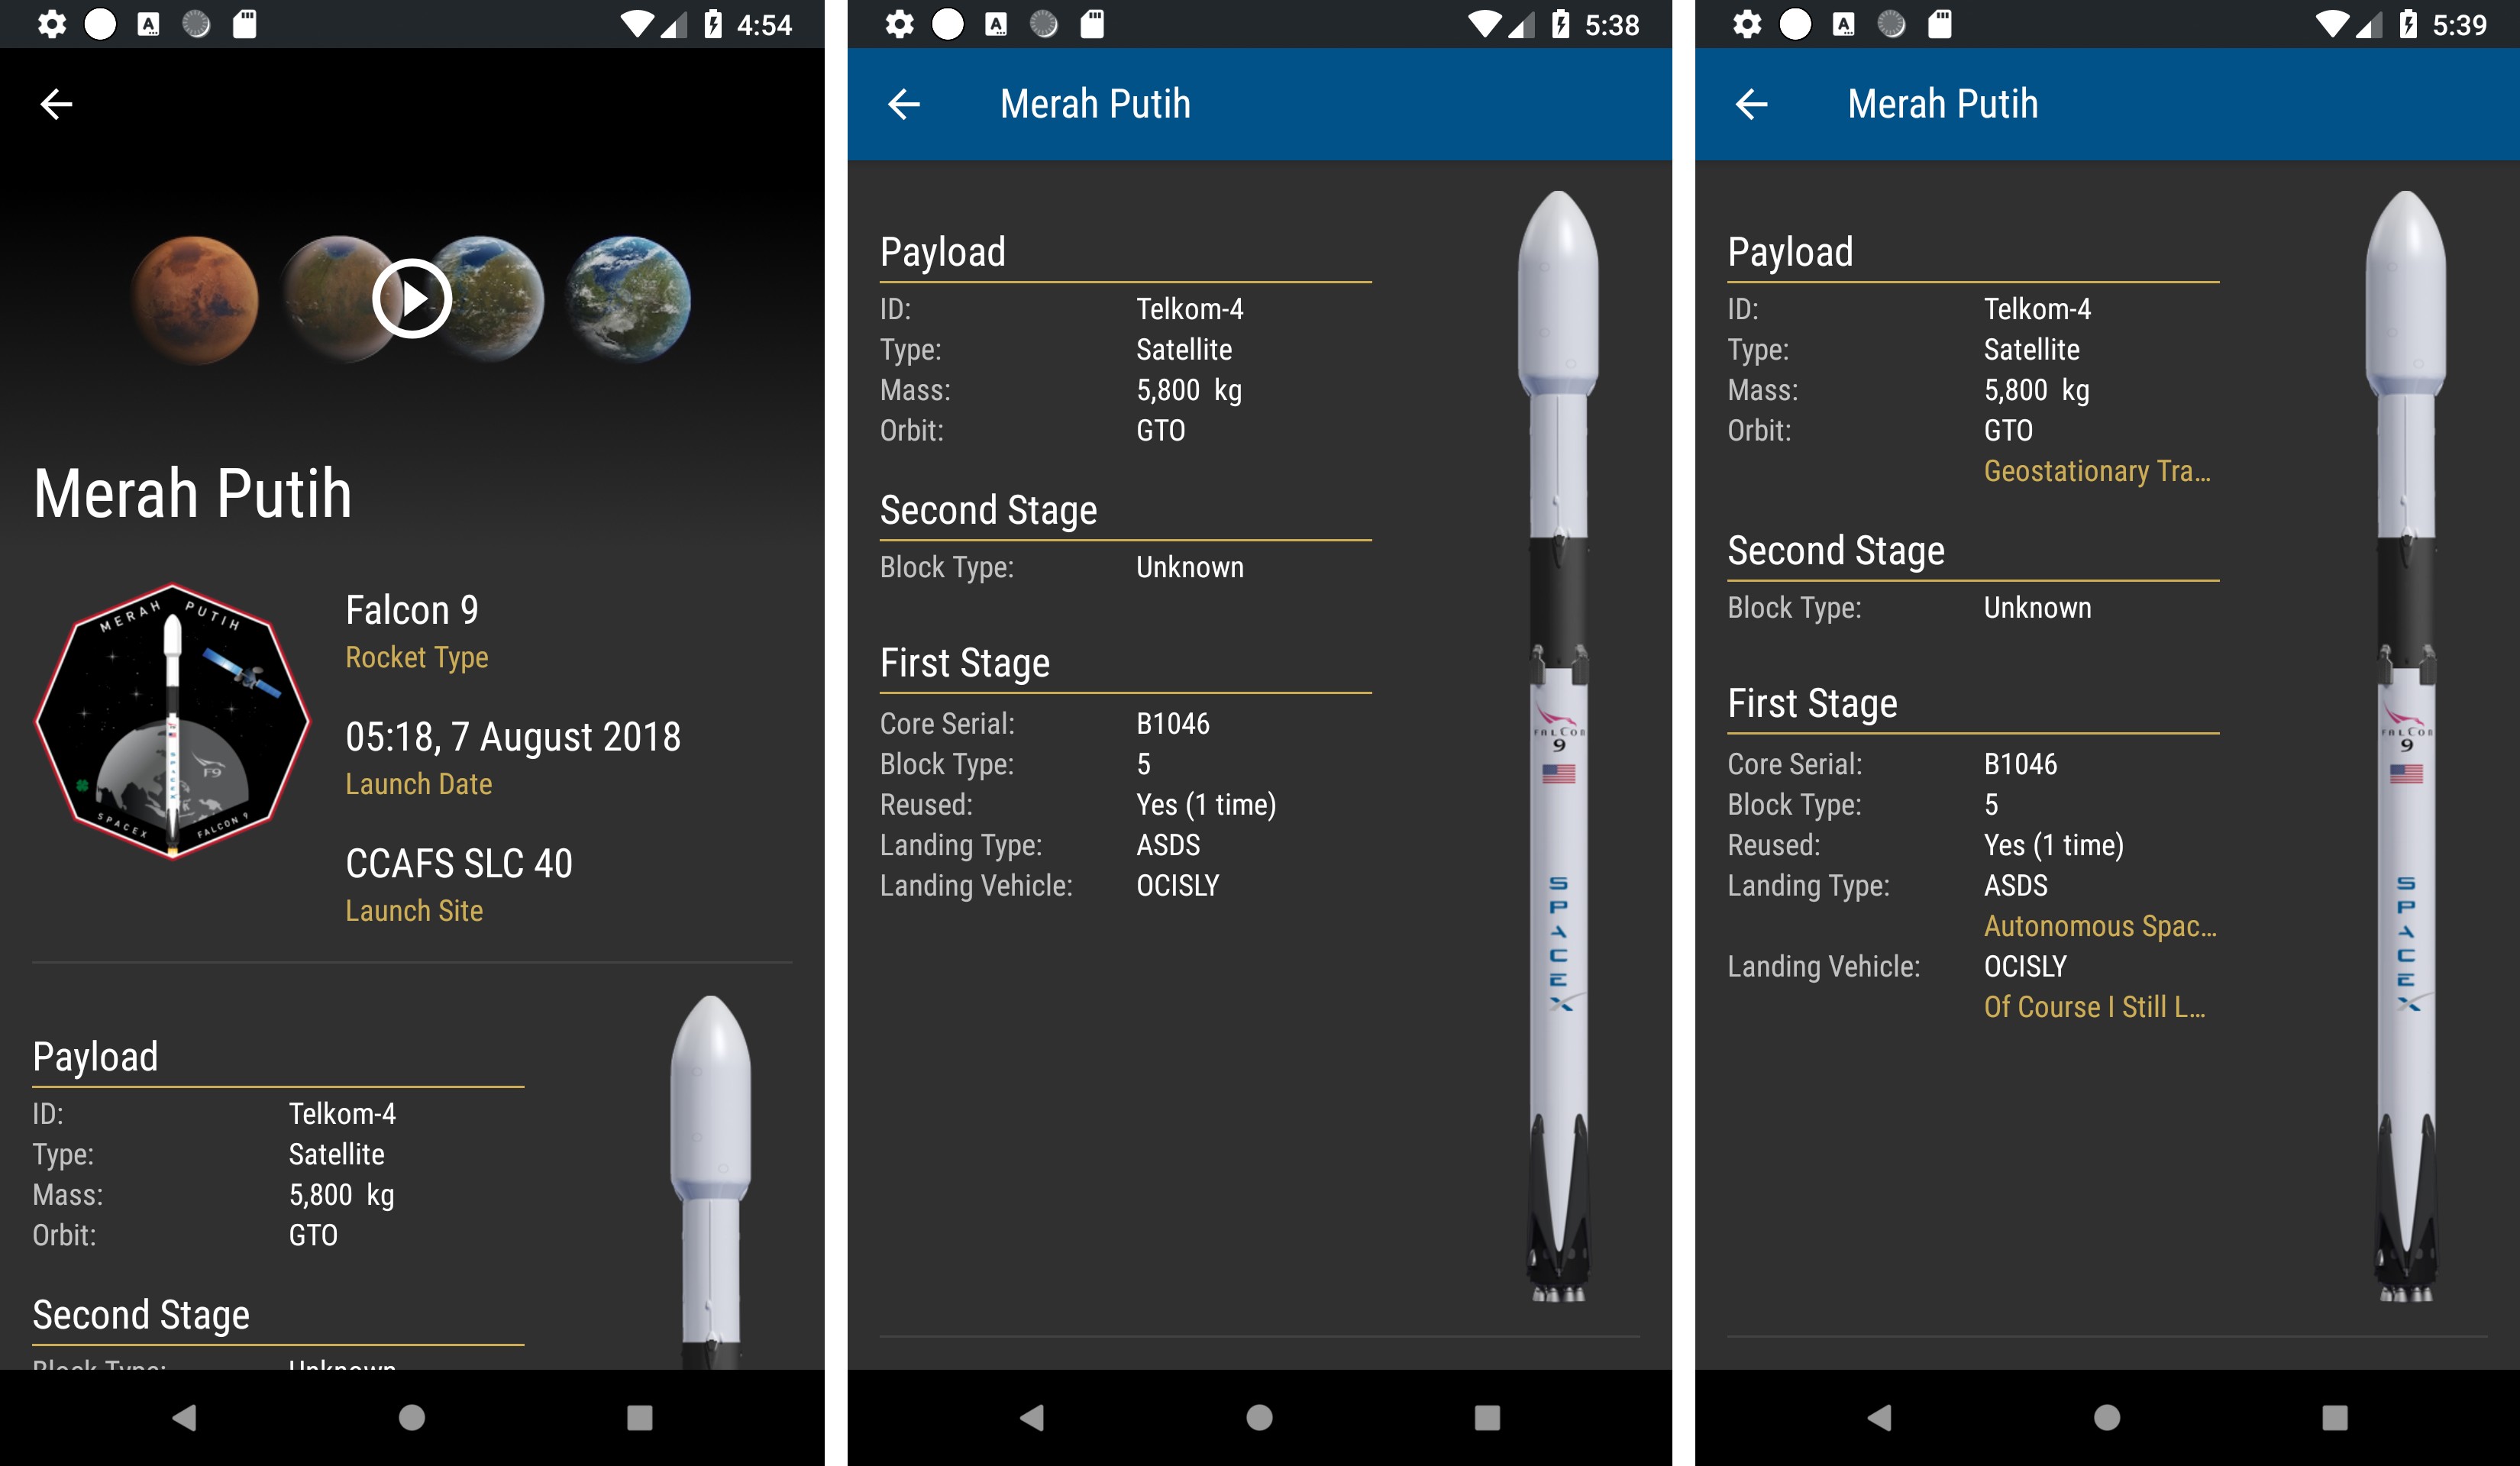 4:54
Merah Putih
MERAH PUTIH
F9
SPACEX
SPACEX
FALCON 9
Falcon 9
Rocket Type
05:18, 7 August 2018
Launch Date
CCAFS SLC 40
Launch Site
Payload
ID: Telkom-4
Type: Satellite
Mass: 5,800 kg
Orbit: GTO
Second Stage
Block Type: Unknown
5:38
Merah Putih
Payload
ID: Telkom-4
Type: Satellite
Mass: 5,800 kg
Orbit: GTO
Second Stage
Block Type: Unknown
First Stage
Core Serial: B1046
Block Type: 5
Reused: Yes (1 time)
Landing Type: ASDS
Landing Vehicle: OCISLY
FALCON
9
SPACEX
5:39
Merah Putih
Payload
ID: Telkom-4
Type: Satellite
Mass: 5,800 kg
Orbit: GTO
Geostationary Tra...
Second Stage
Block Type: Unknown
First Stage
Core Serial: B1046
Block Type: 5
Reused: Yes (1 time)
Landing Type: ASDS
Autonomous Spac...
Landing Vehicle: OCISLY
Of Course I Still L...
FALCON
9
SPACEX